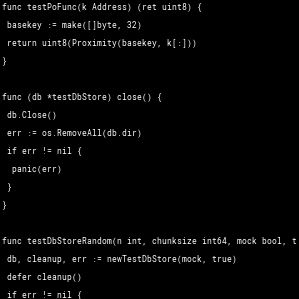 func testPoFunc(k Address) (ret uint8) {
basekey := make([]byte, 32)
return uint8(Proximity(basekey, k[:]))
}
func (db *testDbStore) close() {
db.Close()
err := os.RemoveAll(db.dir)
if err != nil {
panic(err)
}
}
func testDbStoreRandom(n int, chunksize int64, mock bool, t
db, cleanup, err := newTestDbStore(mock, true)
defer cleanup()
if err != nil {